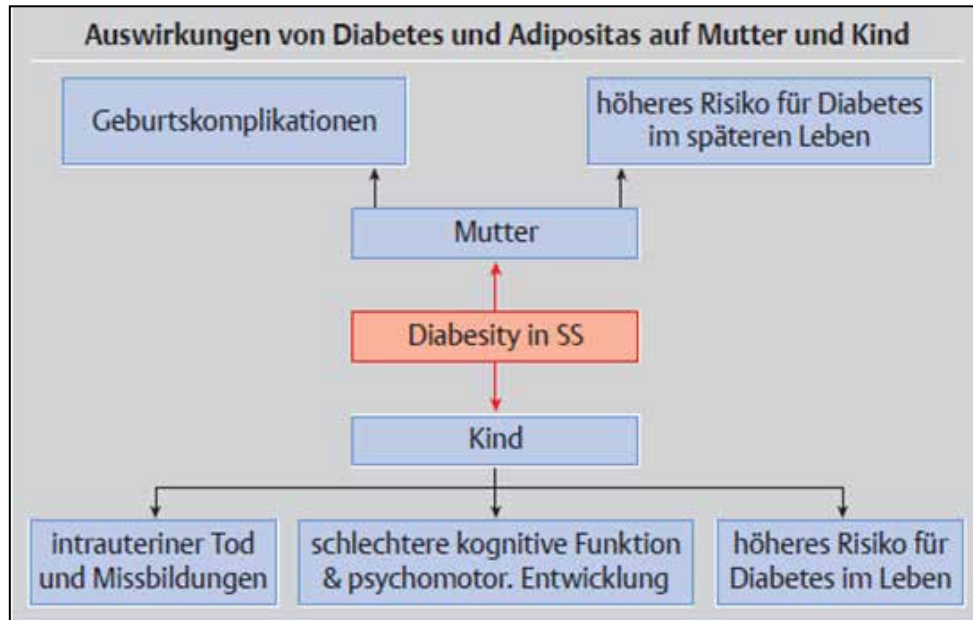 Auswirkungen von Diabetes und Adipositas auf Mutter und Kind
Geburtskomplikationen
höheres Risiko für Diabetes
im späteren Leben
Mutter
Diabesity in SS
Kind
intrauteriner Tod
und Missbildungen
schlechtere kognitive Funktion
& psychomotor. Entwicklung
höheres Risiko für
Diabetes im Leben